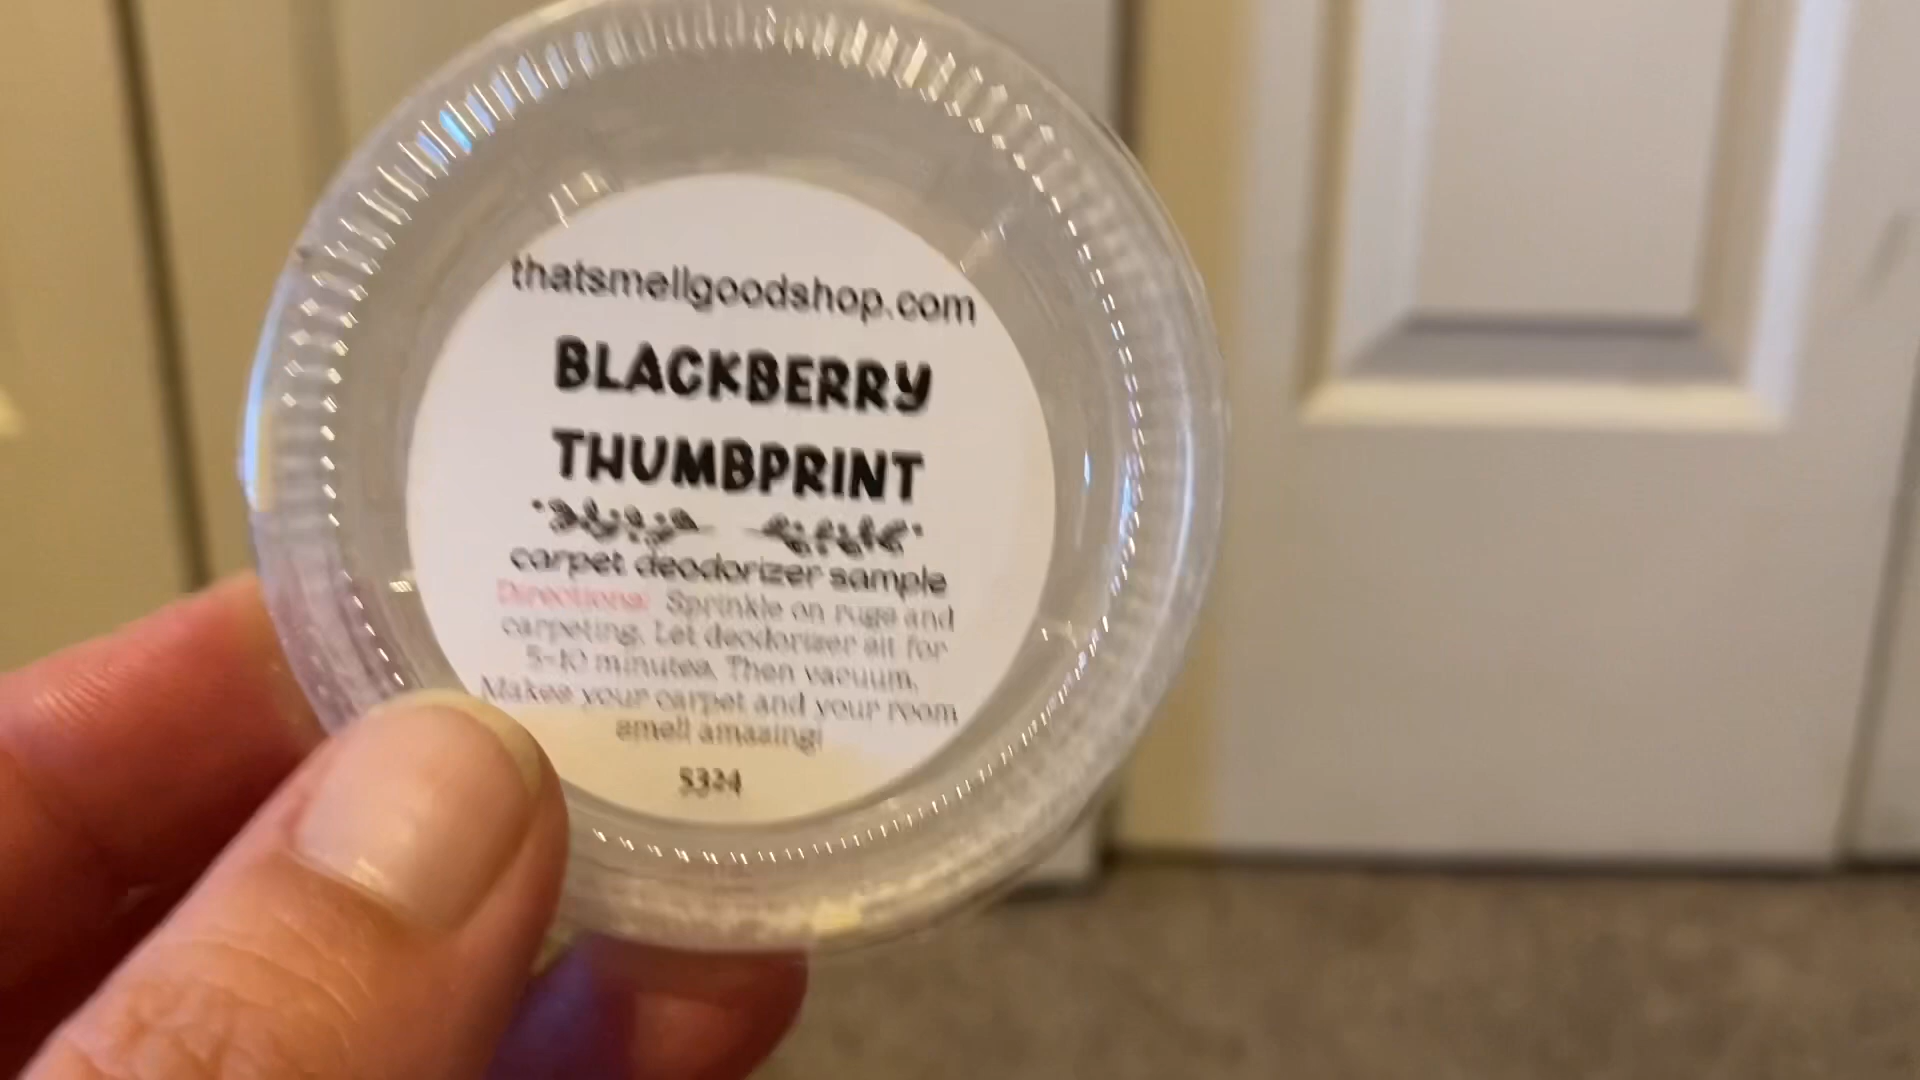 thatsmellgoodshop.com
BLACKBERRY
THUMBPRINT
carpet deodorizer sample
Directions: Sprinkle on rugs and
carpeting. Let deodorizer sit for
5-10 minutes. Then vacuum.
Makes your carpet and your room
smell amazing!
5324